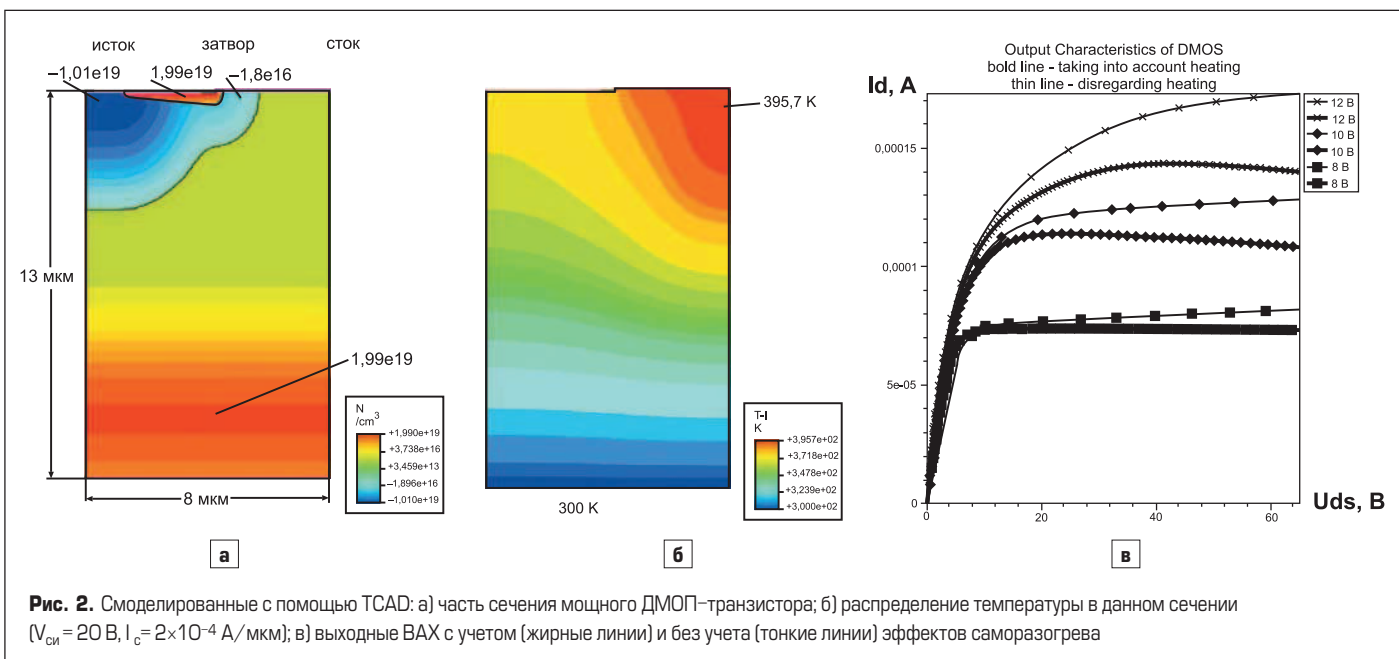 исток затвор сток
–1,01e19 1,99e19 –1,8e16
13 мкм
1,99e19
8 мкм
N
/cm³
+1,990e+19
+3,738e+16
+3,459e+13
–1,896e+16
–1,010e+19
а
395,7 K
T-I
K
+3,957e+02
+3,718e+02
+3,478e+02
+3,239e+02
+3,000e+02
300 K
б
Output Characteristics of DMOS
bold line - taking into account heating
thin line - disregarding heating
Id, A
12 В
12 В
10 В
10 В
8 В
8 В
0,00015
0,0001
5e-05
0
0 20 40 60
Uds, В
в
Рис. 2. Смоделированные с помощью TCAD: а) часть сечения мощного ДМОП–транзистора; б) распределение температуры в данном сечении
(Vси = 20 В, I с = 2×10⁻⁴ А/мкм); в) выходные ВАХ с учетом (жирные линии) и без учета (тонкие линии) эффектов саморазогрева